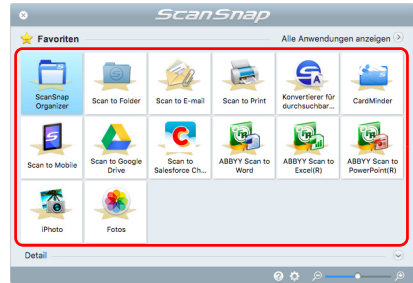 ScanSnap
Favoriten
Alle Anwendungen anzeigen
ScanSnap Organizer
Scan to Folder
Scan to E-mail
Scan to Print
Konvertierer für durchsuchbar...
CardMinder
Scan to Mobile
Scan to Google Drive
Scan to Salesforce Ch...
ABBYY Scan to Word
ABBYY Scan to Excel(R)
ABBYY Scan to PowerPoint(R)
iPhoto
Fotos
Detail